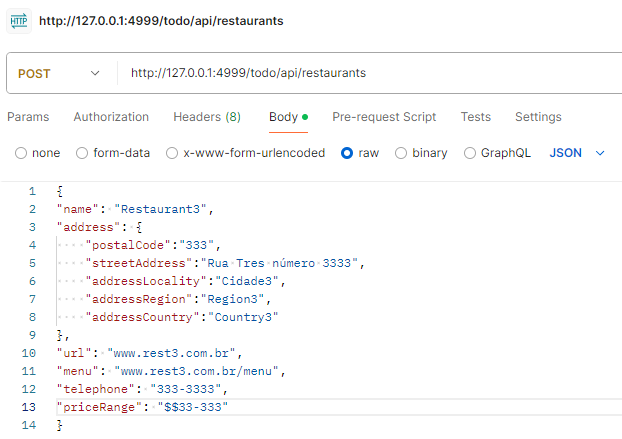 HTTP http://127.0.0.1:4999/todo/api/restaurants
POST http://127.0.0.1:4999/todo/api/restaurants
Params Authorization Headers (8) Body Pre-request Script Tests Settings
none form-data x-www-form-urlencoded raw binary GraphQL JSON
1 {
2 "name": "Restaurant3",
3 "address": {
4 "postalCode":"333",
5 "streetAddress":"Rua Tres número 3333",
6 "addressLocality":"Cidade3",
7 "addressRegion":"Region3",
8 "addressCountry":"Country3"
9 },
10 "url": "www.rest3.com.br",
11 "menu": "www.rest3.com.br/menu",
12 "telephone": "333-3333",
13 "priceRange": "$$33-333"
14 }